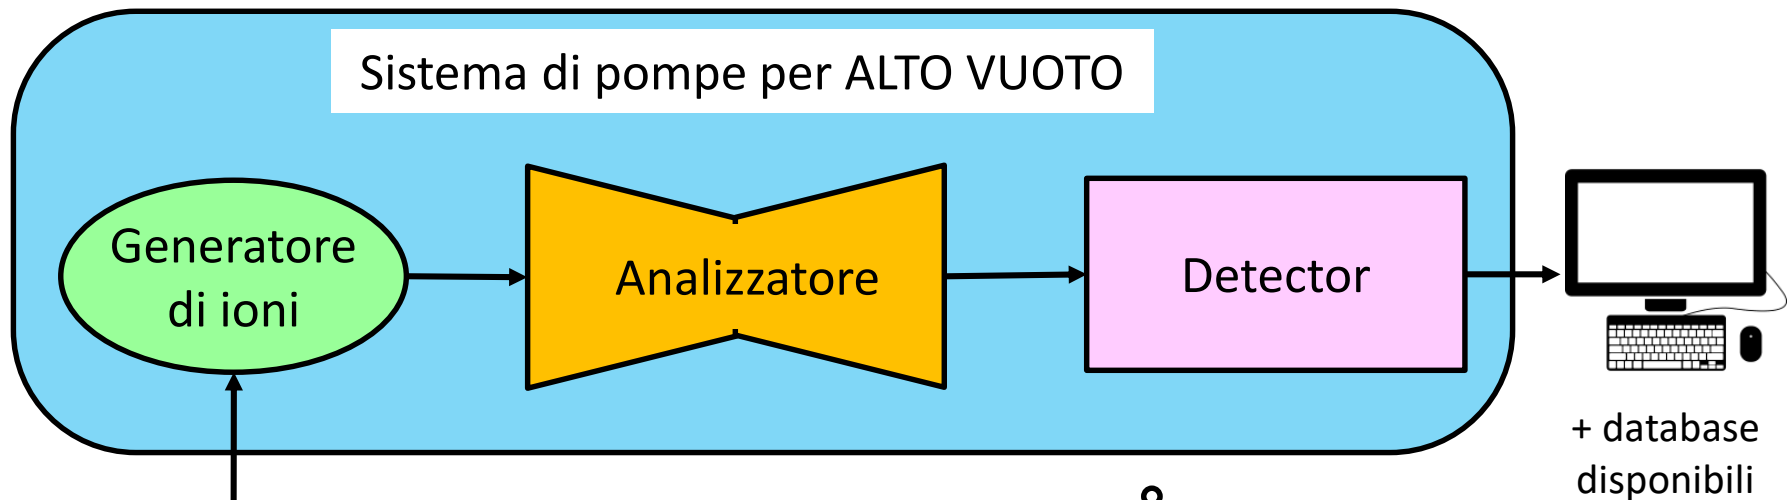 Sistema di pompe per ALTO VUOTO
Generatore
di ioni
Analizzatore
Detector
+ database
disponibili